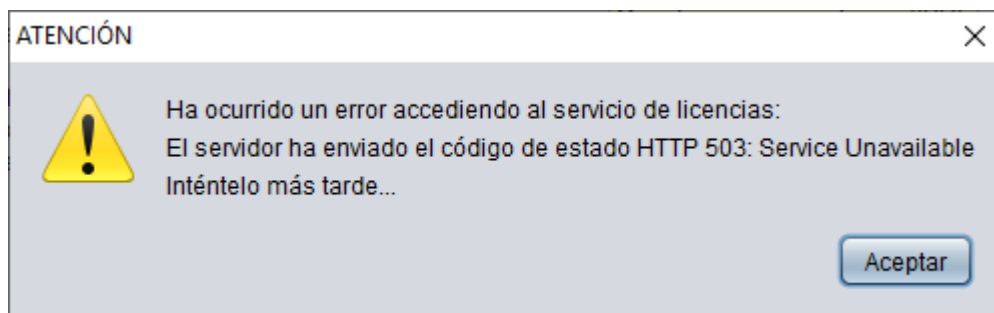 ATENCIÓN
Ha ocurrido un error accediendo al servicio de licencias:
El servidor ha enviado el código de estado HTTP 503: Service Unavailable
Inténtelo más tarde...
Aceptar